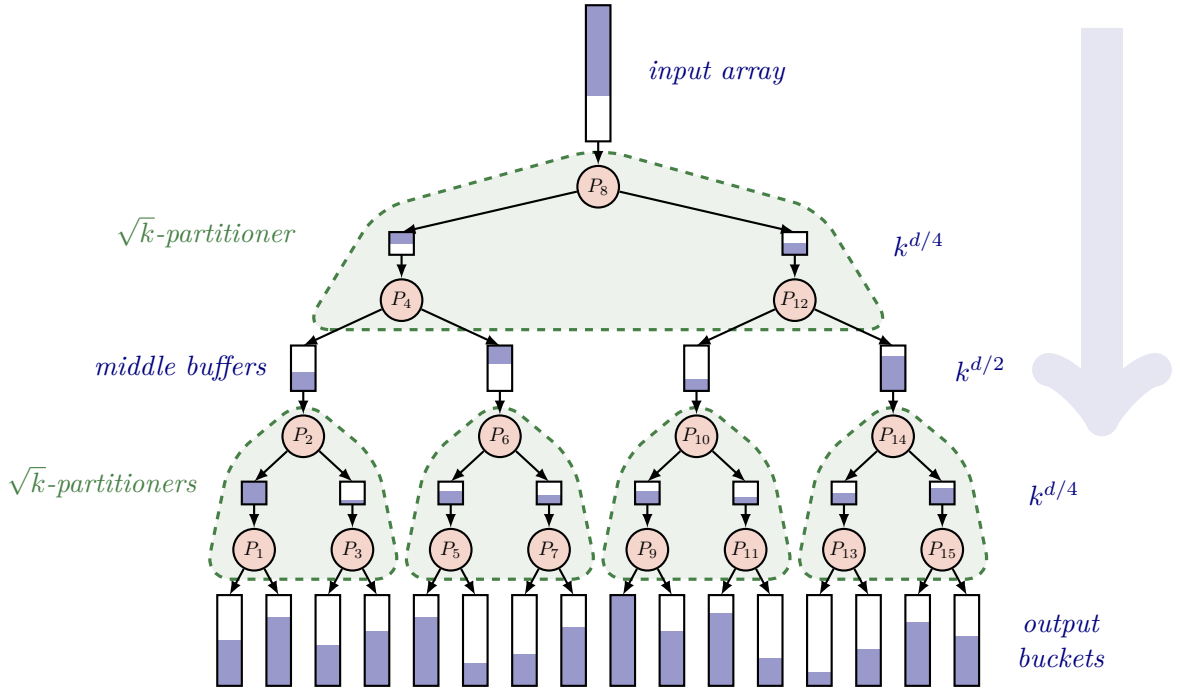 input array
P₈
√k-partitioner
k^{d/4}
P₄ P₁₂
middle buffers
k^{d/2}
P₂ P₆ P₁₀ P₁₄
√k-partitioners
k^{d/4}
P₁ P₃ P₅ P₇ P₉ P₁₁ P₁₃ P₁₅
output
buckets